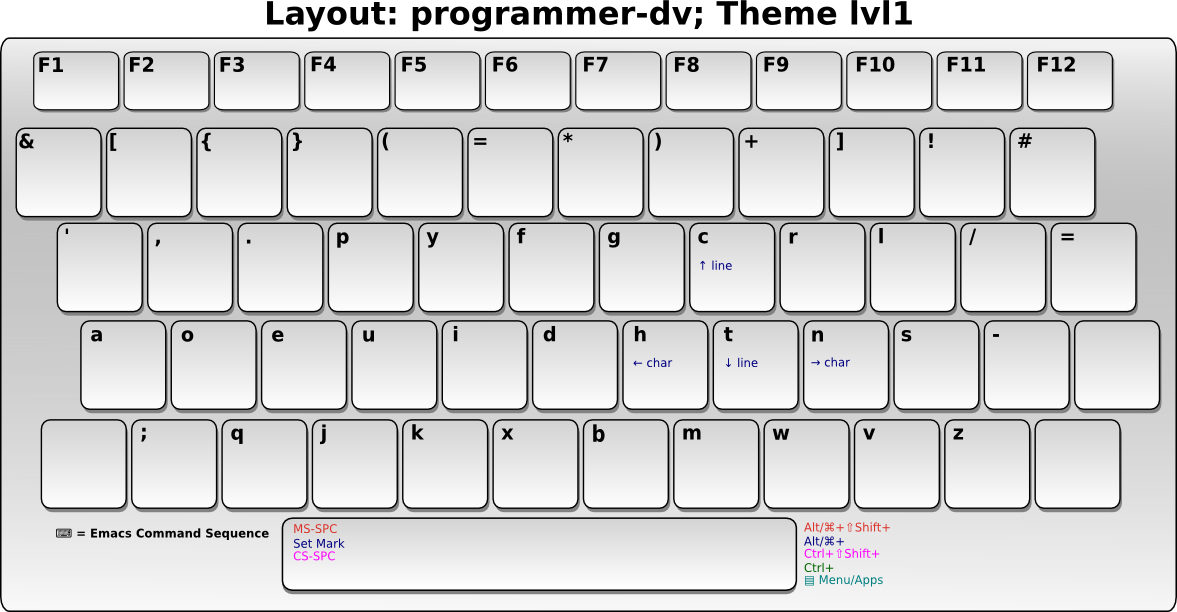 Layout: programmer-dv; Theme lvl1
F1 F2 F3 F4 F5 F6 F7 F8 F9 F10 F11 F12
& [ { } ( = * ) + ] ! #
' , . p y f g c r l / =
↑ line
a o e u i d h t n s -
← char ↓ line → char
; q j k x b m w v z
⌨ = Emacs Command Sequence
MS-SPC
Set Mark
CS-SPC
Alt/⌘+⇧Shift+
Alt/⌘+
Ctrl+⇧Shift+
Ctrl+
▤ Menu/Apps